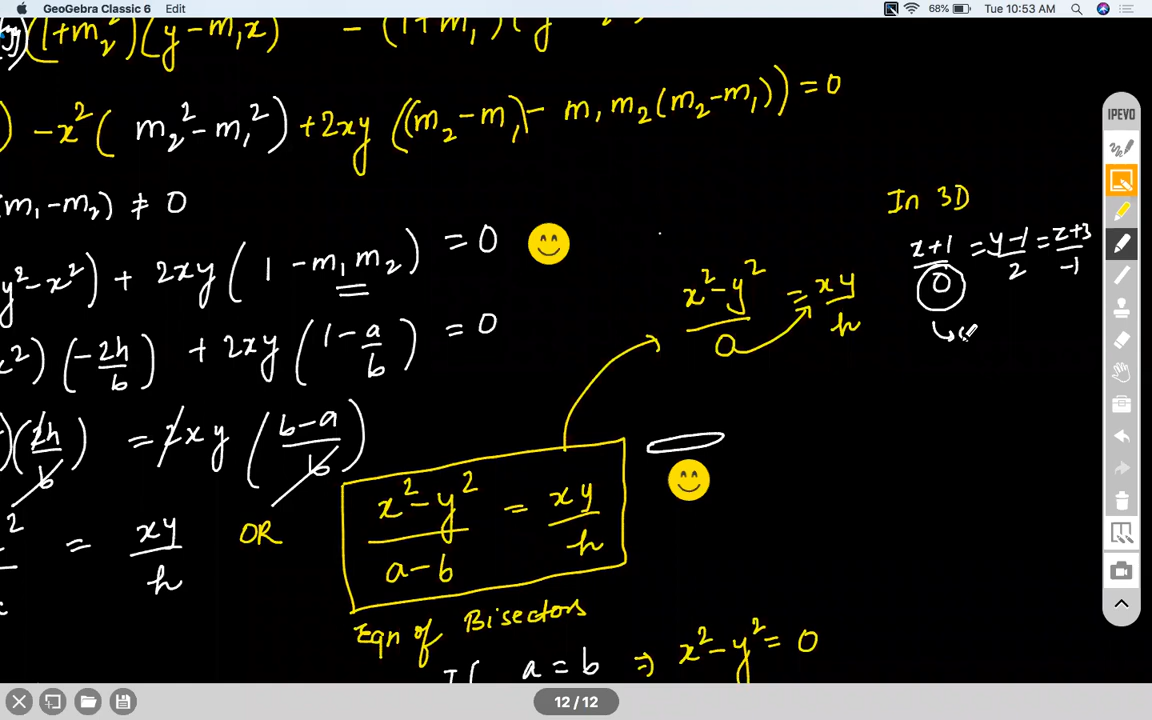 GeoGebra Classic 6 Edit 68% Tue 10:53 AM
(1+m₂²)(y-m₁x) - (1+m₁
) -x²( m₂²-m₁²) +2xy ((m₂-m₁)- m₁m₂(m₂-m₁)) = 0
IPEVO
In 3D
(m₁-m₂) ≠ 0
y²-x²) + 2xy ( 1-m₁m₂) = 0
x+1/0 = y-1/2 = z+3/-1
x²-y²/a = xy/h
x²) (-2h/b) + 2xy (1-a/b) = 0
)(2h/b) = 2xy (b-a/b)
x²-y²/a-b = xy/h
2 = xy/h OR
Eqn of Bisectors
If a = b ⇒ x²-y² = 0
12 / 12